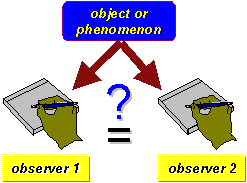 object or
phenomenon
?
=
observer 1
observer 2